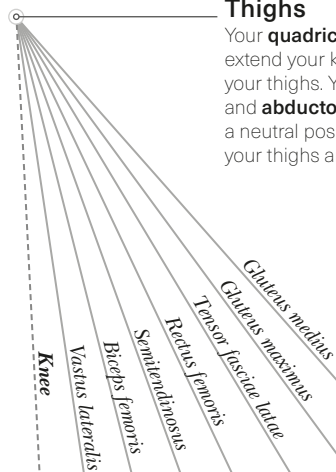 Thighs
Your quadric
extend your k
your thighs. Y
and abducto
a neutral pos
your thighs a
Gluteus medius
Gluteus maximus
Tensor fasciae latae
Rectus femoris
Semitendinosus
Biceps femoris
Vastus lateralis
Knee